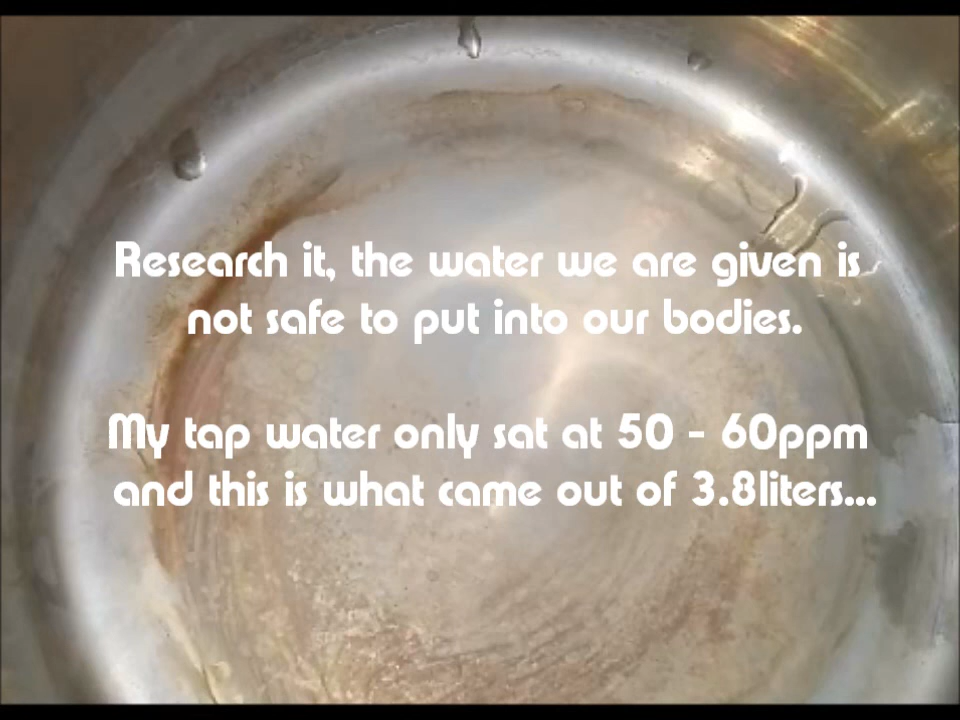 Research it, the water we are given is
not safe to put into our bodies.
My tap water only sat at 50 - 60ppm
and this is what came out of 3.8liters...